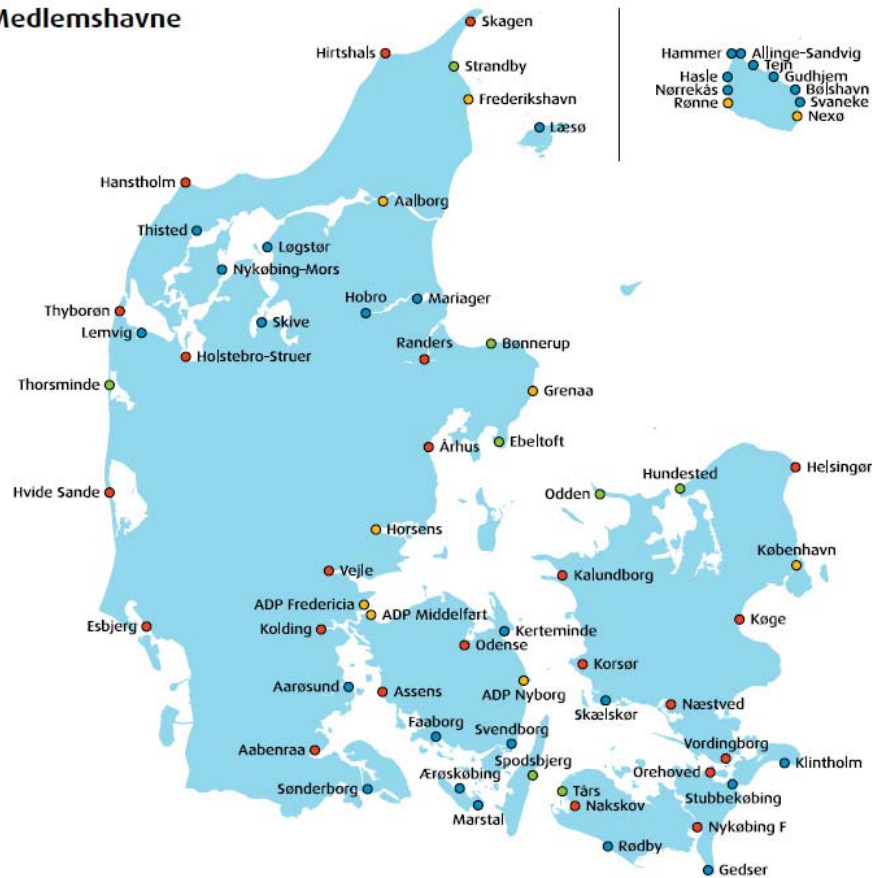 Medlemshavne
Skagen
Hirtshals
Strandby
Frederikshavn
Læsø
Hammer
Allinge-Sandvig
Tejn
Hasle
Gudhjem
Nørrekås
Bølshavn
Rønne
Svaneke
Nexø
Hanstholm
Aalborg
Thisted
Løgstør
Nykøbing-Mors
Hobro
Mariager
Thyborøn
Skive
Lemvig
Randers
Bønnerup
Holstebro-Struer
Thorsminde
Grenaa
Ebeltoft
Århus
Helsingør
Hundested
Hvide Sande
Odden
Horsens
København
Vejle
Kalundborg
ADP Fredericia
ADP Middelfart
Esbjerg
Kolding
Kerteminde
Køge
Odense
Korsør
Aarøsund
Assens
ADP Nyborg
Skælskør
Næstved
Faaborg
Svendborg
Vordingborg
Aabenraa
Spodsbjerg
Klintholm
Orehoved
Ærøskøbing
Sønderborg
Tårs
Stubbekøbing
Marstal
Nakskov
Nykøbing F
Rødby
Gedser